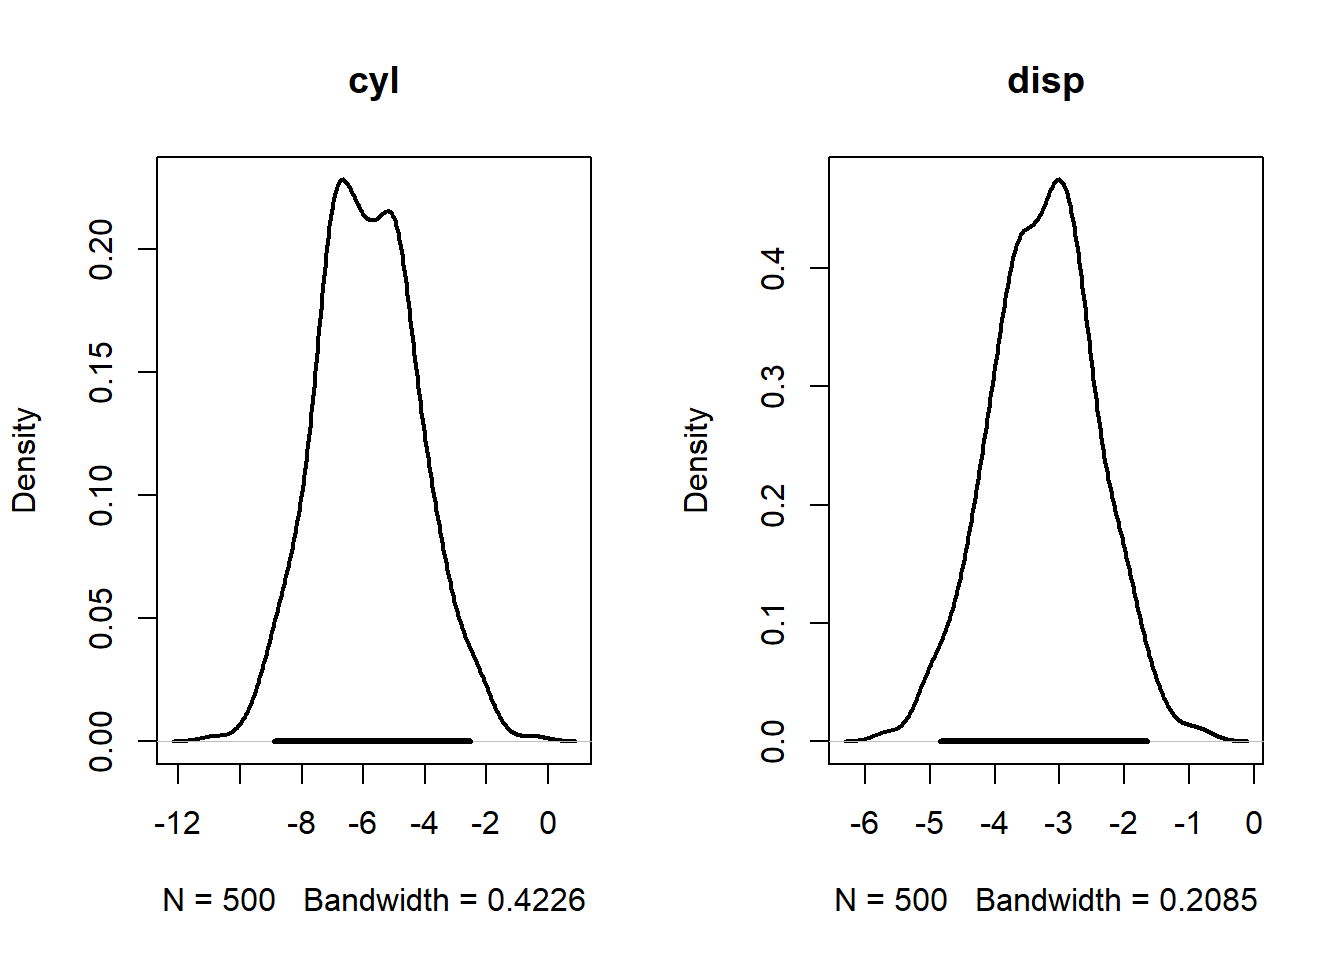 cyl
Density
0.00 0.05 0.10 0.15 0.20
-12 -8 -6 -4 -2 0
N = 500 Bandwidth = 0.4226
disp
Density
0.0 0.1 0.2 0.3 0.4
-6 -5 -4 -3 -2 -1 0
N = 500 Bandwidth = 0.2085